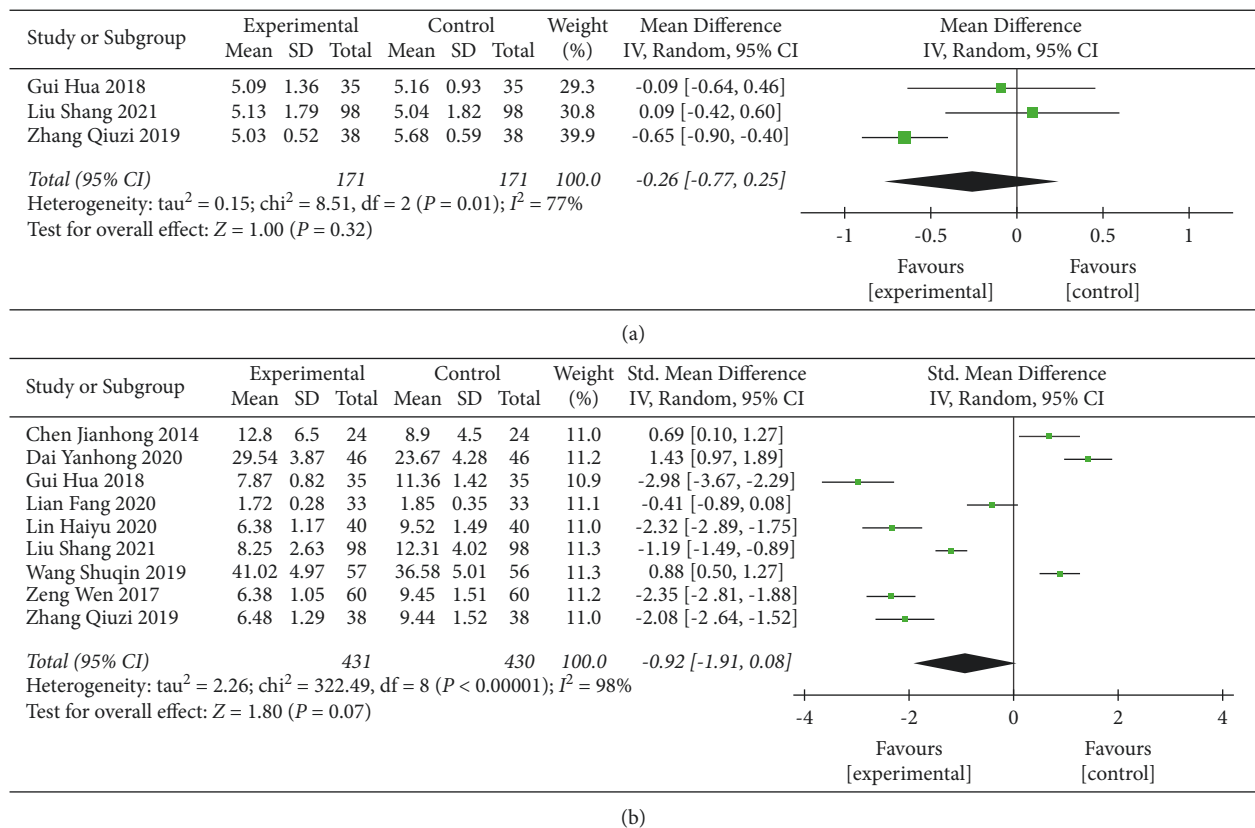 Study or Subgroup Experimental Control Weight Mean Difference Mean Difference
Mean SD Total Mean SD Total (%) IV, Random, 95% CI IV, Random, 95% CI
Gui Hua 2018 5.09 1.36 35 5.16 0.93 35 29.3 -0.09 [-0.64, 0.46]
Liu Shang 2021 5.13 1.79 98 5.04 1.82 98 30.8 0.09 [-0.42, 0.60]
Zhang Qiuzi 2019 5.03 0.52 38 5.68 0.59 38 39.9 -0.65 [-0.90, -0.40]
Total (95% CI) 171 171 100.0 -0.26 [-0.77, 0.25]
Heterogeneity: tau² = 0.15; chi² = 8.51, df = 2 (P = 0.01); I² = 77%
Test for overall effect: Z = 1.00 (P = 0.32)
-1 -0.5 0 0.5 1
Favours Favours
[experimental] [control]
(a)
Study or Subgroup Experimental Control Weight Std. Mean Difference Std. Mean Difference
Mean SD Total Mean SD Total (%) IV, Random, 95% CI IV, Random, 95% CI
Chen Jianhong 2014 12.8 6.5 24 8.9 4.5 24 11.0 0.69 [0.10, 1.27]
Dai Yanhong 2020 29.54 3.87 46 23.67 4.28 46 11.2 1.43 [0.97, 1.89]
Gui Hua 2018 7.87 0.82 35 11.36 1.42 35 10.9 -2.98 [-3.67, -2.29]
Lian Fang 2020 1.72 0.28 33 1.85 0.35 33 11.1 -0.41 [-0.89, 0.08]
Lin Haiyu 2020 6.38 1.17 40 9.52 1.49 40 11.0 -2.32 [-2 .89, -1.75]
Liu Shang 2021 8.25 2.63 98 12.31 4.02 98 11.3 -1.19 [-1.49, -0.89]
Wang Shuqin 2019 41.02 4.97 57 36.58 5.01 56 11.3 0.88 [0.50, 1.27]
Zeng Wen 2017 6.38 1.05 60 9.45 1.51 60 11.2 -2.35 [-2.81, -1.88]
Zhang Qiuzi 2019 6.48 1.29 38 9.44 1.52 38 11.0 -2.08 [-2 .64, -1.52]
Total (95% CI) 431 430 100.0 -0.92 [-1.91, 0.08]
Heterogeneity: tau² = 2.26; chi² = 322.49, df = 8 (P < 0.00001); I² = 98%
Test for overall effect: Z = 1.80 (P = 0.07)
-4 -2 0 2 4
Favours Favours
[experimental] [control]
(b)